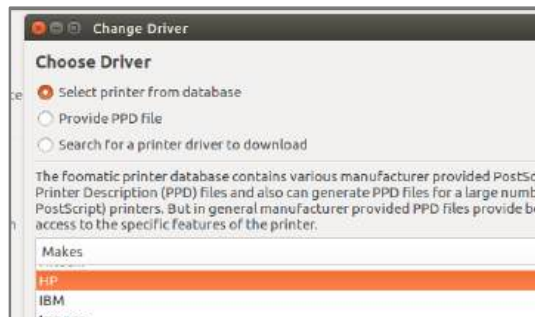 Change Driver
Choose Driver
Select printer from database
Provide PPD file
Search for a printer driver to download
The foomatic printer database contains various manufacturer provided PostSc
Printer Description (PPD) files and also can generate PPD files for a large numb
PostScript) printers. But in general manufacturer provided PPD files provide be
access to the specific features of the printer.
Makes
HP
IBM